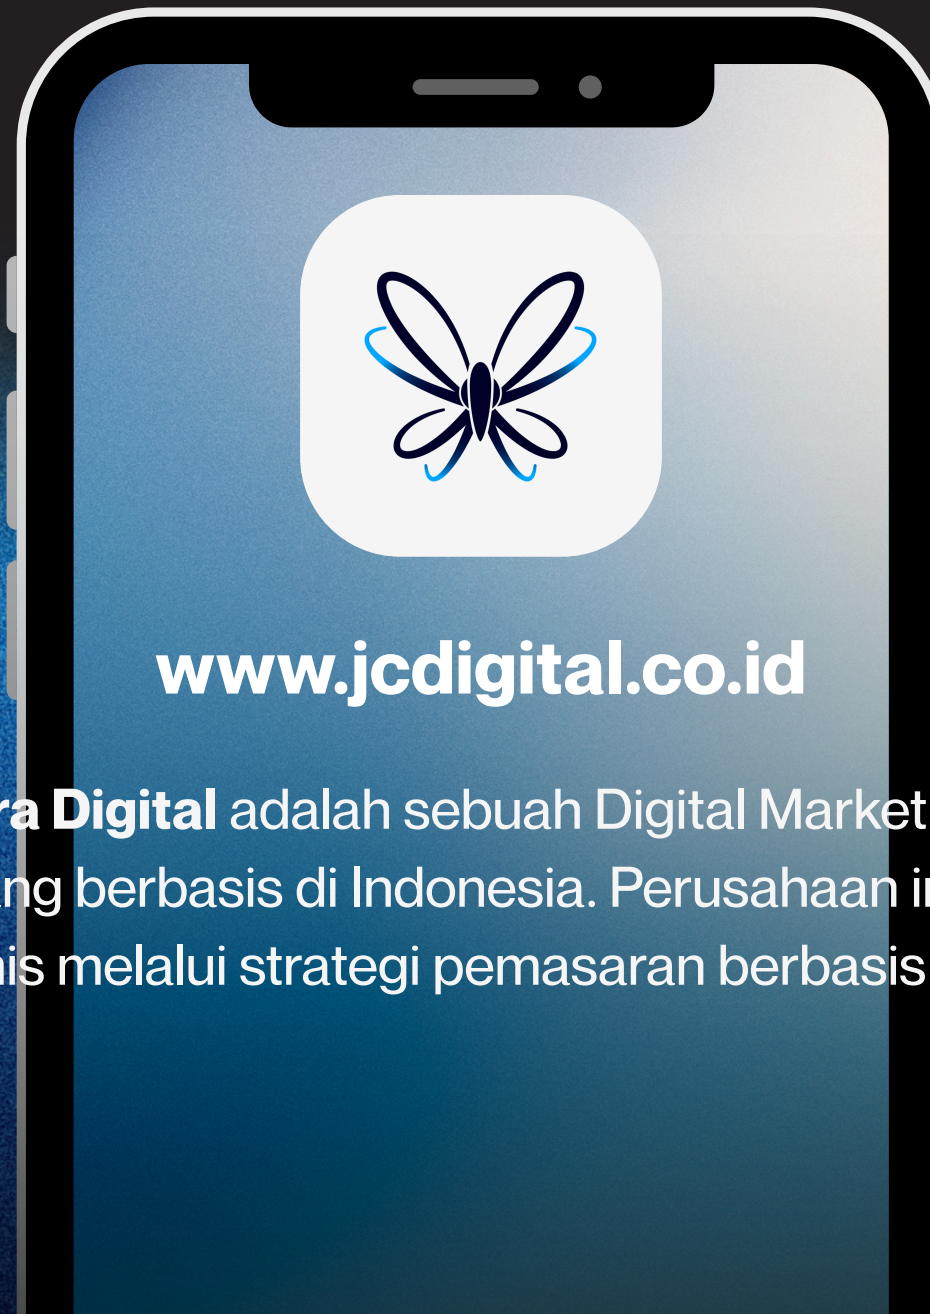 www.jcdigital.co.id
ra Digital adalah sebuah Digital Market
ng berbasis di Indonesia. Perusahaan
is melalui strategi pemasaran berbasis